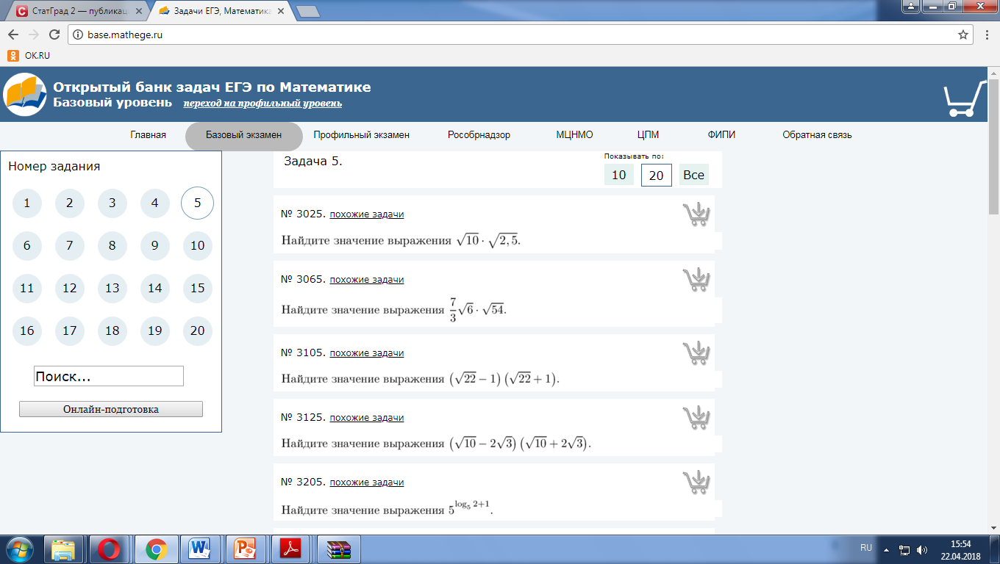 СтатГрад 2 — публикац
Задачи ЕГЭ, Математика
base.mathege.ru
OK.RU
Открытый банк задач ЕГЭ по Математике
Базовый уровень переход на профильный уровень
Главная Базовый экзамен Профильный экзамен Рособрнадзор МЦНМО ЦПМ ФИПИ Обратная связь
Номер задания
1 2 3 4 5
6 7 8 9 10
11 12 13 14 15
16 17 18 19 20
Поиск...
Онлайн-подготовка
Задача 5.
Показывать по:
10 20 Все
№ 3025. похожие задачи
Найдите значение выражения √10 · √2,5.
№ 3065. похожие задачи
Найдите значение выражения 7/3 √6 · √54.
№ 3105. похожие задачи
Найдите значение выражения (√22 − 1) (√22 + 1).
№ 3125. похожие задачи
Найдите значение выражения (√10 − 2√3) (√10 + 2√3).
№ 3205. похожие задачи
Найдите значение выражения 5^(log₅ 2+1).
RU
15:54
22.04.2018